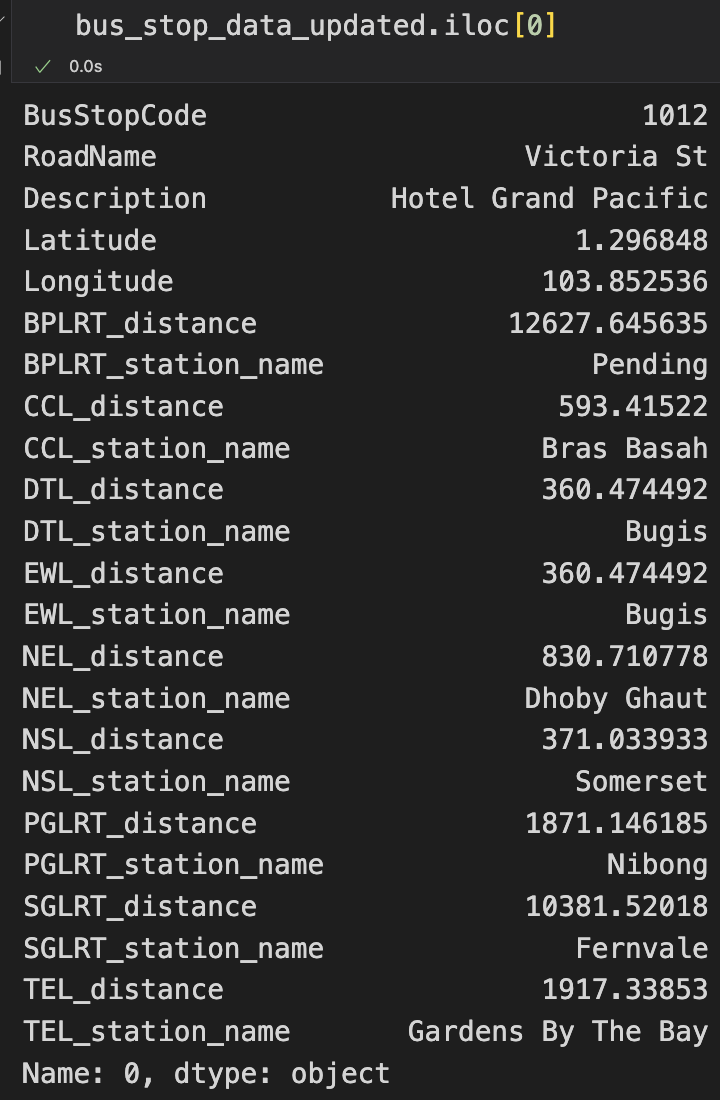 bus_stop_data_updated.iloc[0]
0.0s
BusStopCode 1012
RoadName Victoria St
Description Hotel Grand Pacific
Latitude 1.296848
Longitude 103.852536
BPLRT_distance 12627.645635
BPLRT_station_name Pending
CCL_distance 593.41522
CCL_station_name Bras Basah
DTL_distance 360.474492
DTL_station_name Bugis
EWL_distance 360.474492
EWL_station_name Bugis
NEL_distance 830.710778
NEL_station_name Dhoby Ghaut
NSL_distance 371.033933
NSL_station_name Somerset
PGLRT_distance 1871.146185
PGLRT_station_name Nibong
SGLRT_distance 10381.52018
SGLRT_station_name Fernvale
TEL_distance 1917.33853
TEL_station_name Gardens By The Bay
Name: 0, dtype: object